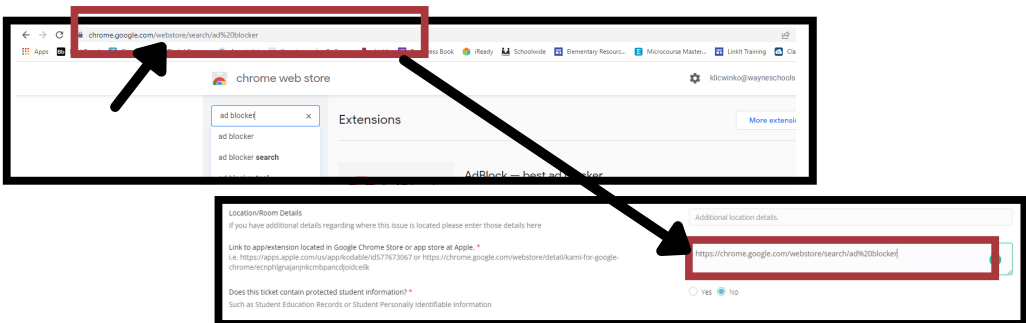 chrome.google.com/webstore/search/ad%20blocker
Apps
Book
iReady
Schoolwide
Elementary Resourc...
Microcourse Master...
LinkIt Training
Cla
chrome web store
klicwinko@wayneschools
ad blocker x
Extensions
More extensi
ad blocker
ad blocker search
AdBlock — best ad blocker
Location/Room Details
If you have additional details regarding where this issue is located please enter those details here
Additional location details.
Link to app/extension located in Google Chrome Store or app store at Apple. *
i.e. https://apps.apple.com/us/app/kodable/id577673067 or https://chrome.google.com/webstore/detail/kami-for-google-
chrome/ecnphlgnajanjnkcmbpancdjoidceilk
https://chrome.google.com/webstore/search/ad%20blocker
Does this ticket contain protected student information? *
Such as Student Education Records or Student Personally Identifiable Information
Yes No